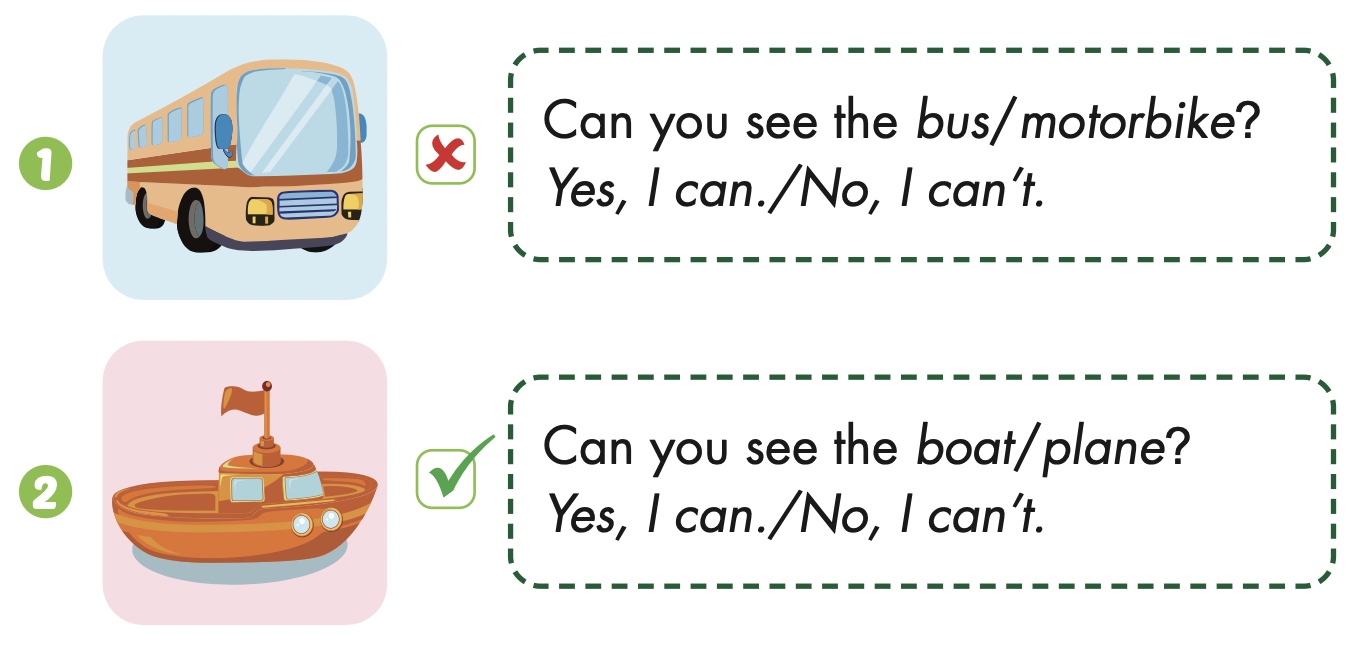 1
Can you see the bus/motorbike?
Yes, I can./No, I can't.
2
Can you see the boat/plane?
Yes, I can./No, I can't.